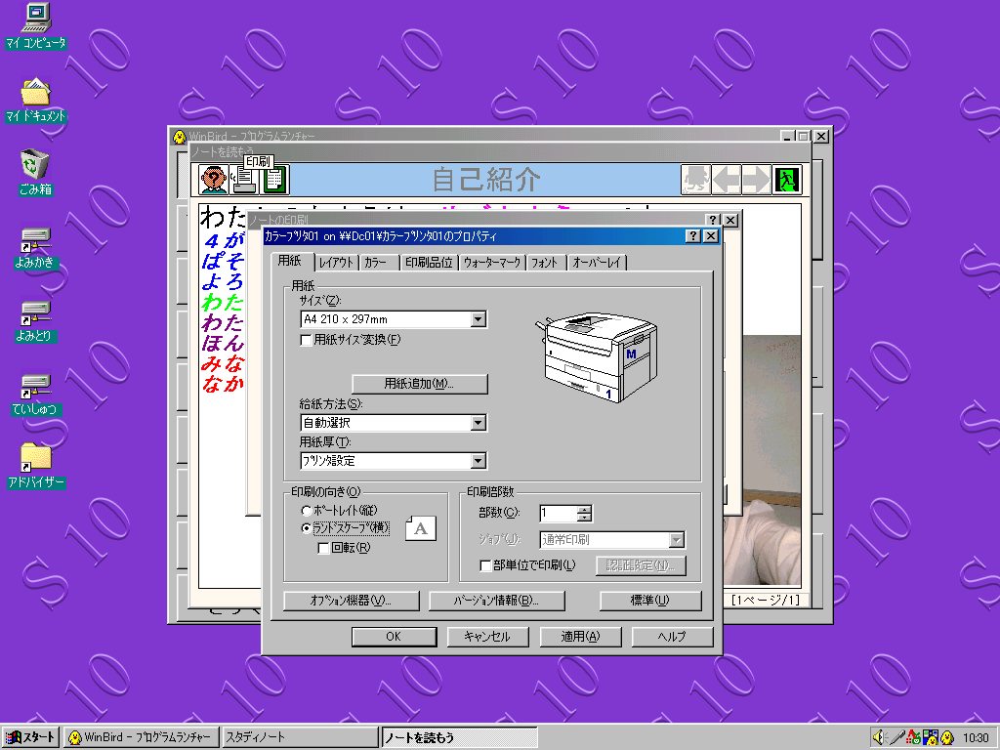 マイ コンピュータ
マイ ドキュメント
ごみ箱
よみかき
よみとり
ていしゅつ
アドバイザー
S 10
WinBird - プログラムランチャー
ノートを読もう
印刷
自己紹介
わた
4が
ぱそ
よろ
わた
わた
ほん
みな
なか
[1ページ/1]
ノートの印刷
カラープリタ01 on ¥¥Dc01¥カラープリンタ01のプロパティ
用紙
レイアウト
カラー
印刷品位
ウォーターマーク
フォント
オーバーレイ
用紙
サイズ(Z):
A4 210 x 297mm
用紙サイズ変換(F)
用紙追加(M)...
給紙方法(S):
自動選択
用紙厚(T):
プリンタ設定
M
1
印刷の向き(O)
ポートレイト(縦)
ランドスケープ(横)
回転(R)
A
印刷部数
部数(C):
1
ジョブ(J):
通常印刷
部単位で印刷(L)
認証設定(N)...
オプション機器(V)...
バージョン情報(B)...
標準(U)
OK
キャンセル
適用(A)
ヘルプ
スタート
WinBird - プログラムランチャー
スタディノート
ノートを読もう
10:30